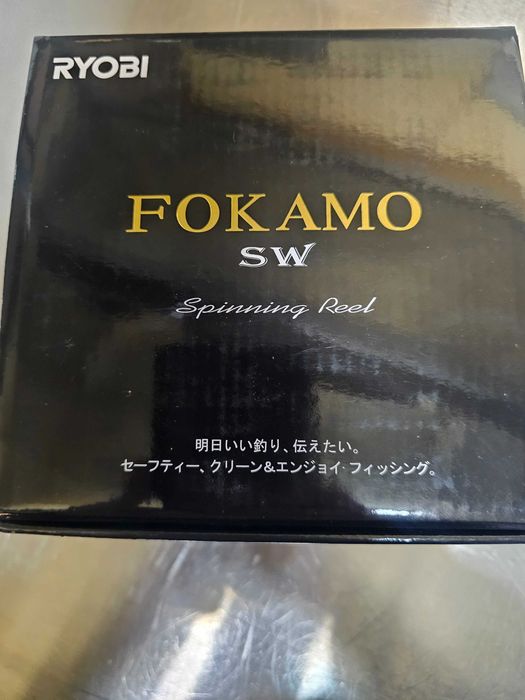 RYOBI
FOKAMO
SW
Spinning Reel
明日いい釣り、伝えたい。
セーフティー、クリーン&エンジョイ·フィッシング。